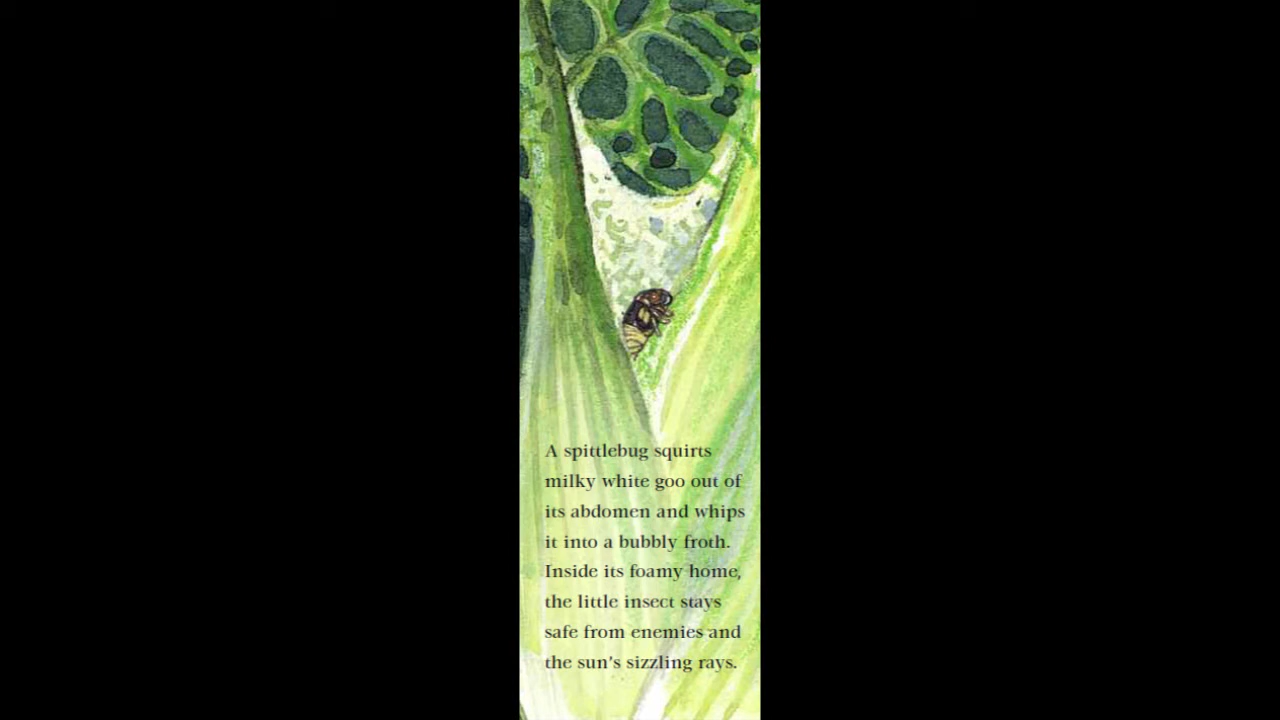 A spittlebug squirts
milky white goo out of
its abdomen and whips
it into a bubbly froth.
Inside its foamy home,
the little insect stays
safe from enemies and
the sun's sizzling rays.